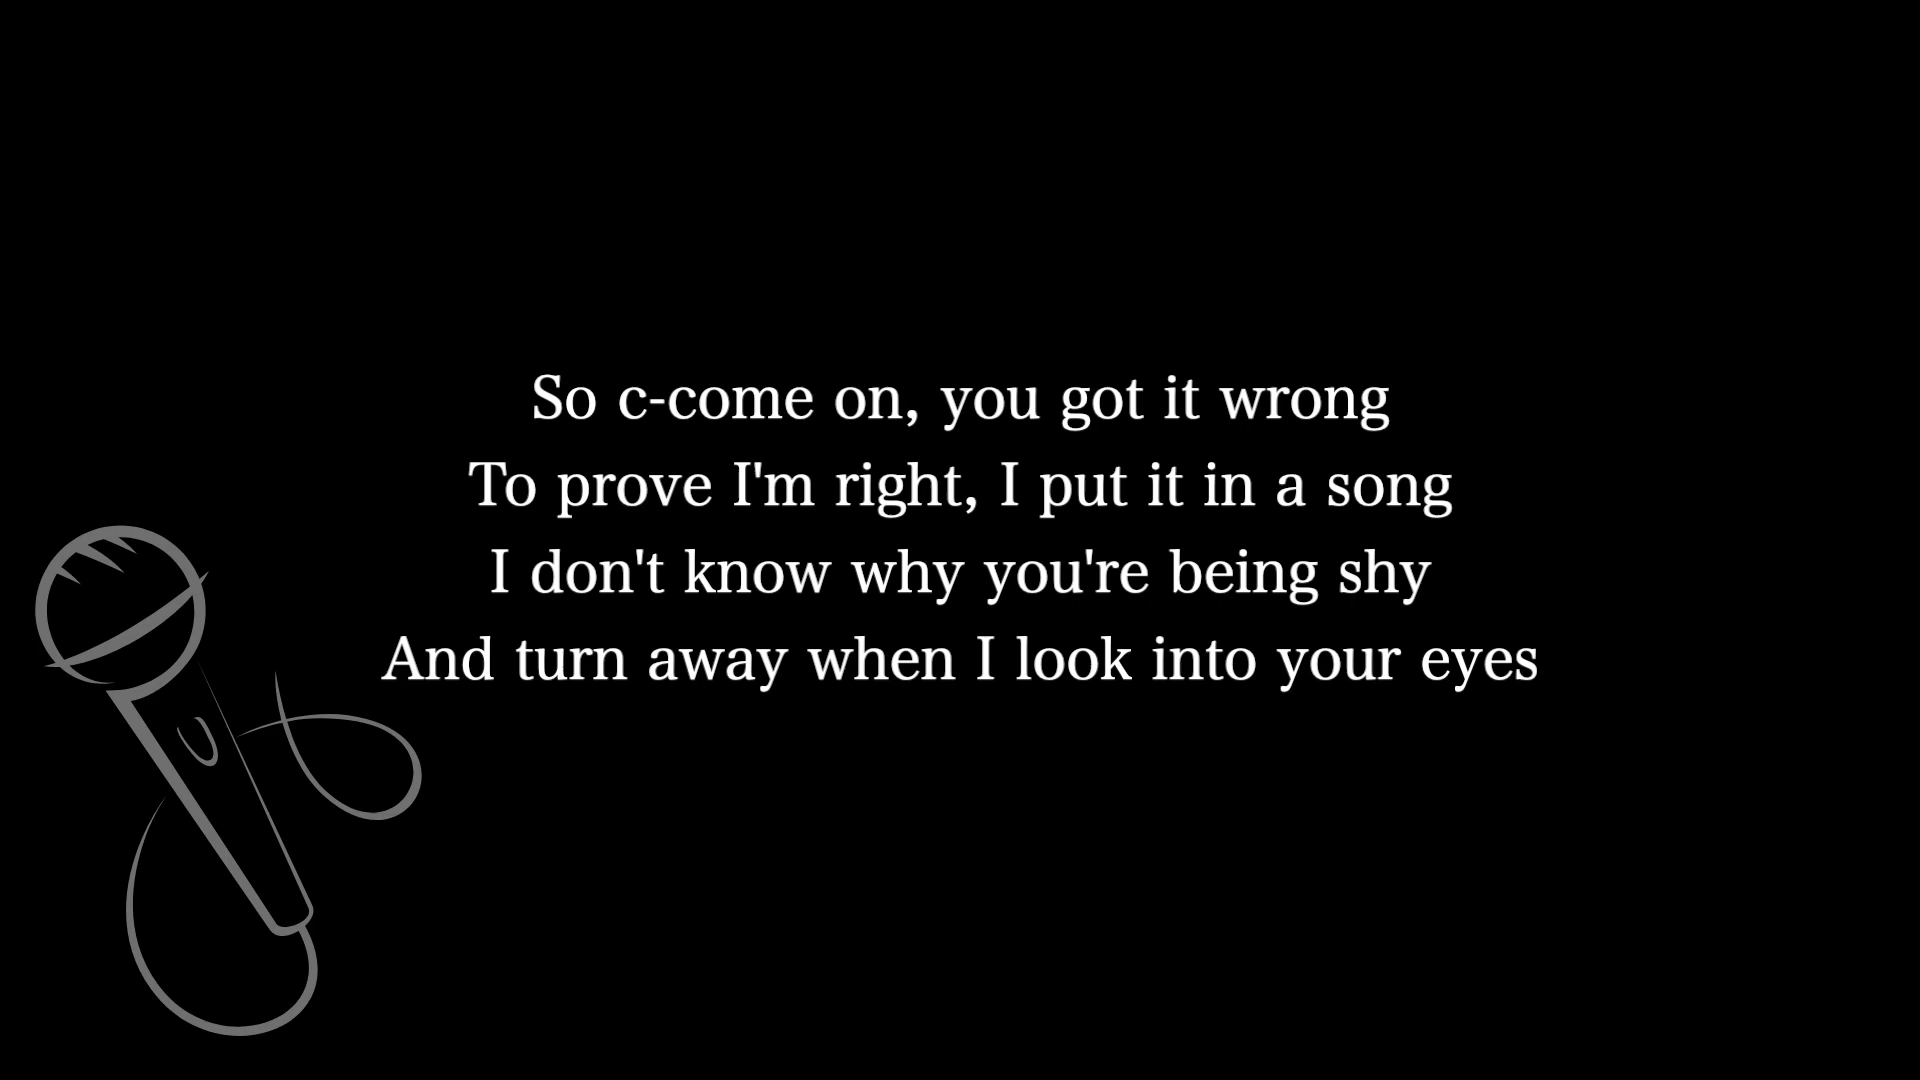 So c-come on, you got it wrong
To prove I'm right, I put it in a song
I don't know why you're being shy
And turn away when I look into your eyes